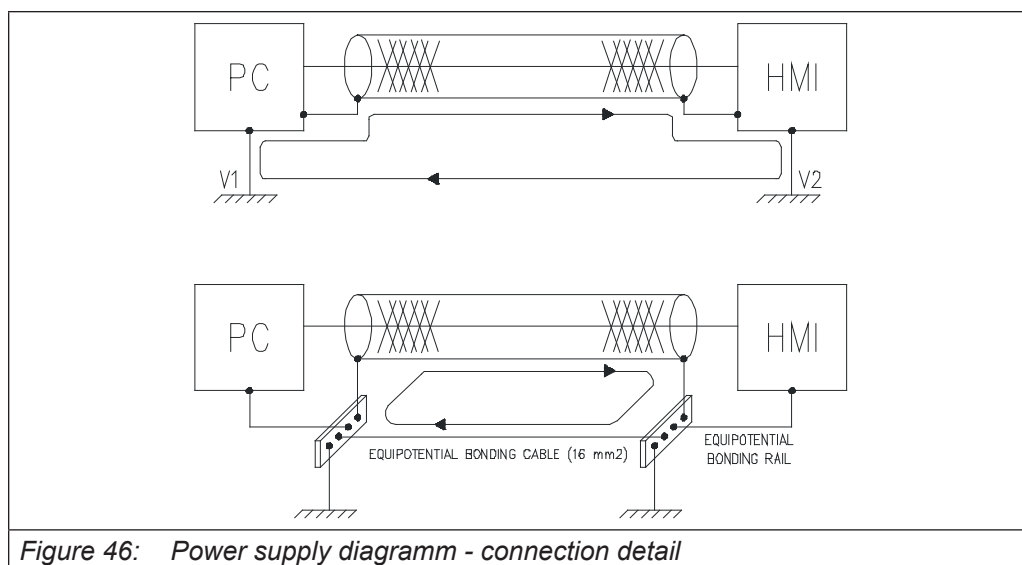 PC
HMI
V1
V2
PC
HMI
EQUIPOTENTIAL BONDING CABLE (16 mm2)
EQUIPOTENTIAL
BONDING RAIL
Figure 46: Power supply diagramm - connection detail